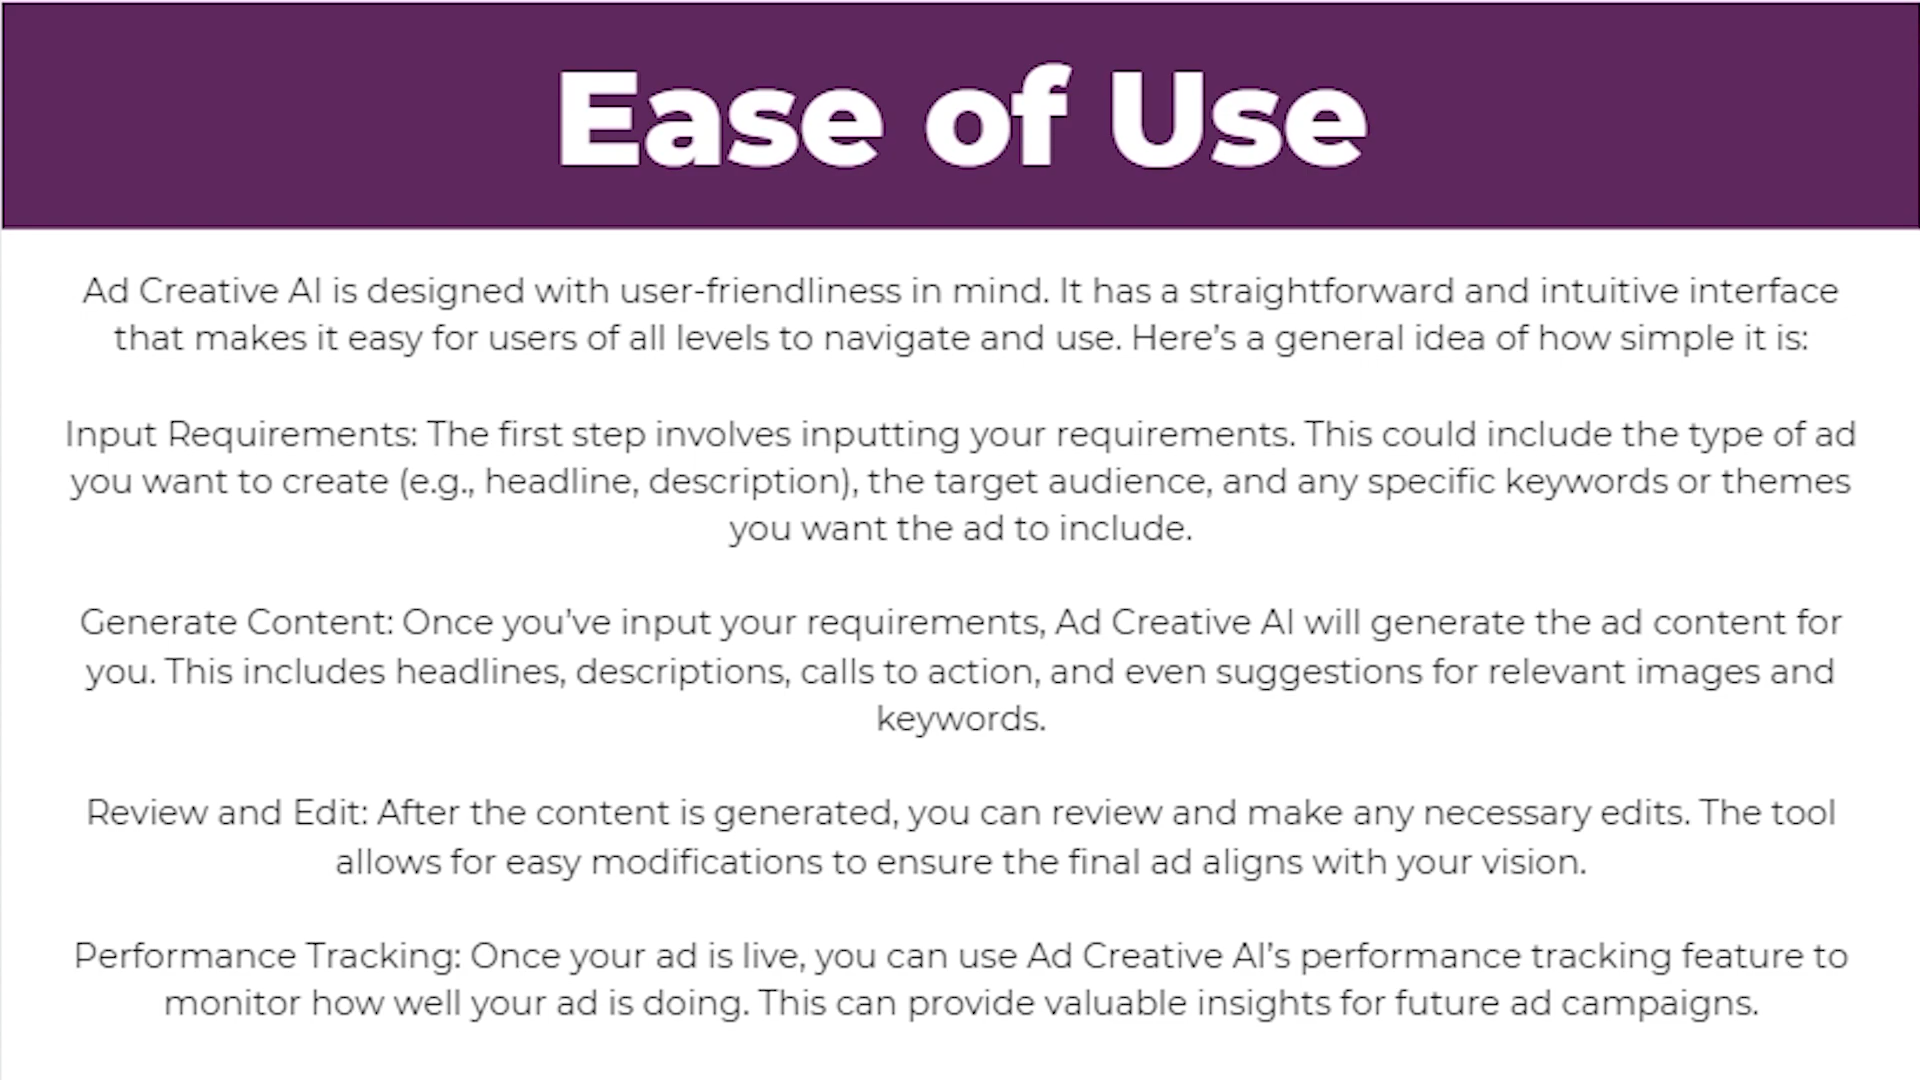 Ease of Use
Ad Creative AI is designed with user-friendliness in mind. It has a straightforward and intuitive interface
that makes it easy for users of all levels to navigate and use. Here's a general idea of how simple it is:
Input Requirements: The first step involves inputting your requirements. This could include the type of ad
you want to create (e.g., headline, description), the target audience, and any specific keywords or themes
you want the ad to include.
Generate Content: Once you've input your requirements, Ad Creative AI will generate the ad content for
you. This includes headlines, descriptions, calls to action, and even suggestions for relevant images and
keywords.
Review and Edit: After the content is generated, you can review and make any necessary edits. The tool
allows for easy modifications to ensure the final ad aligns with your vision.
Performance Tracking: Once your ad is live, you can use Ad Creative AI's performance tracking feature to
monitor how well your ad is doing. This can provide valuable insights for future ad campaigns.